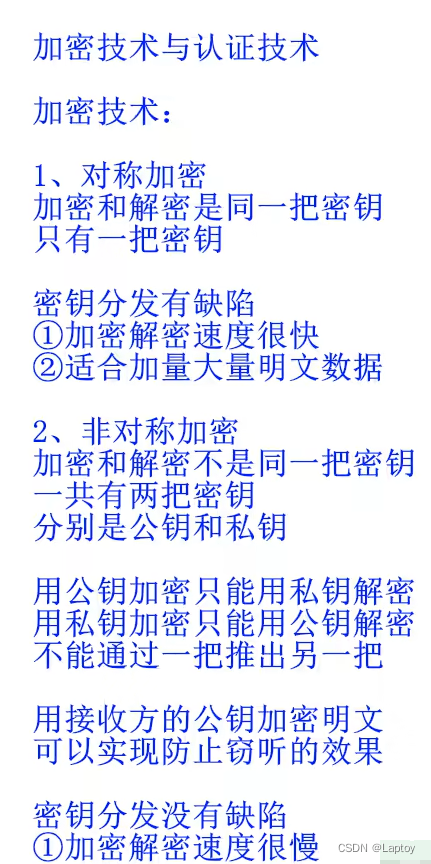 加密技术与认证技术
加密技术：
1、对称加密
加密和解密是同一把密钥
只有一把密钥
密钥分发有缺陷
①加密解密速度很快
②适合加量大量明文数据
2、非对称加密
加密和解密不是同一把密钥
一共有两把密钥
分别是公钥和私钥
用公钥加密只能用私钥解密
用私钥加密只能用公钥解密
不能通过一把推出另一把
用接收方的公钥加密明文
可以实现防止窃听的效果
密钥分发没有缺陷
①加密解密速度很慢
CSDN @Laptoy